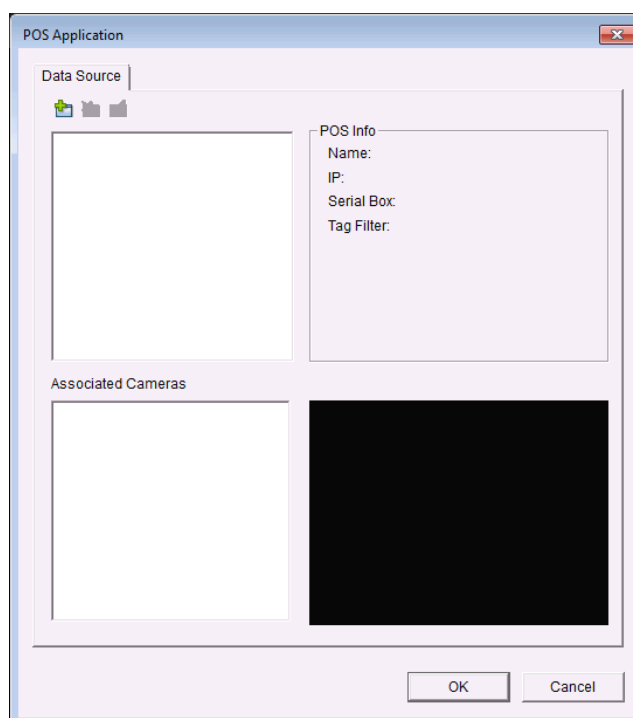 POS Application
Data Source
POS Info
Name:
IP:
Serial Box:
Tag Filter:
Associated Cameras
OK
Cancel